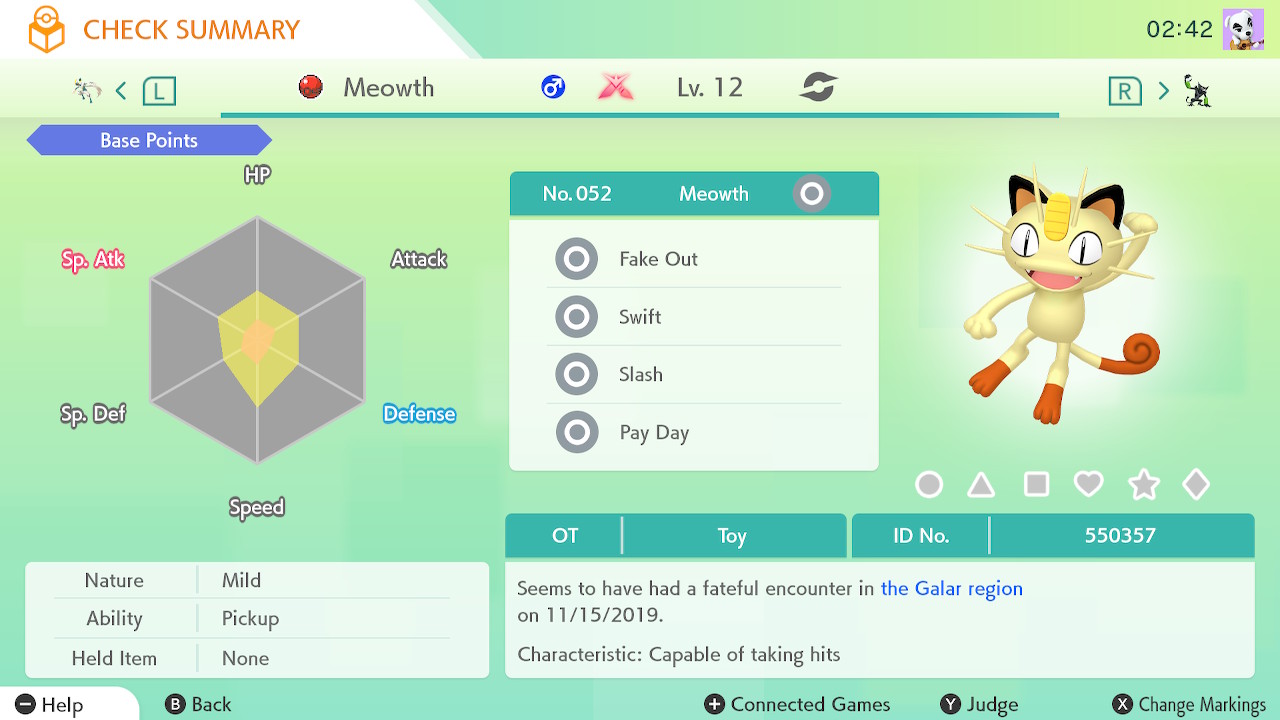 CHECK SUMMARY
02:42
L
Meowth
Lv. 12
R
Base Points
HP
Sp. Atk
Attack
Sp. Def
Defense
Speed
No. 052 Meowth
Fake Out
Swift
Slash
Pay Day
OT Toy
ID No. 550357
Nature Mild
Ability Pickup
Held Item None
Seems to have had a fateful encounter in the Galar region
on 11/15/2019.
Characteristic: Capable of taking hits
Help
B Back
Connected Games
Y Judge
X Change Markings